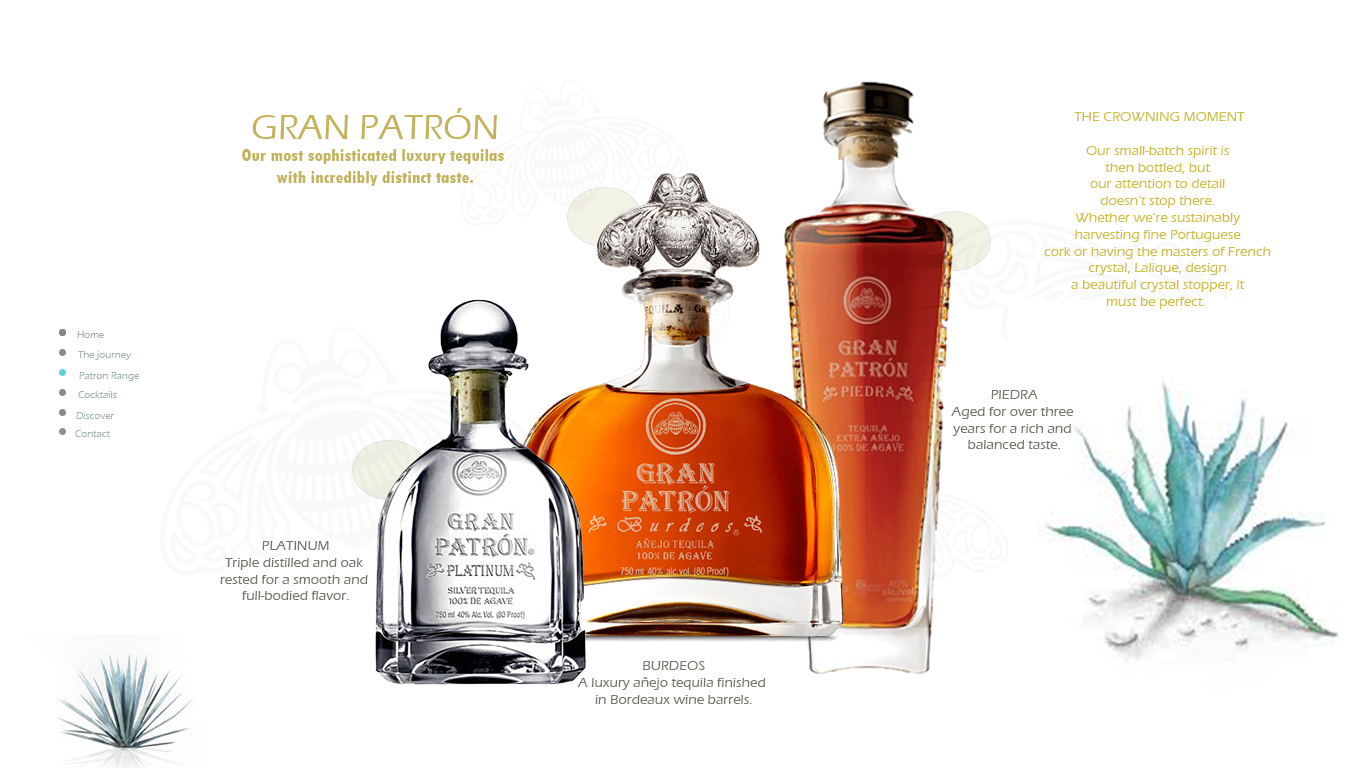 GRAN PATRÓN
Our most sophisticated luxury tequilas
with incredibly distinct taste.
THE CROWNING MOMENT
Our small-batch spirit is
then bottled, but
our attention to detail
doesn't stop there.
Whether we're sustainably
harvesting fine Portuguese
cork or having the masters of French
crystal, Lalique, design
a beautiful crystal stopper, it
must be perfect.
Home
The journey
Patron Range
Cocktails
Discover
Contact
GRAN
PATRÓN
PLATINUM
SILVER TEQUILA
100% DE AGAVE
750 ml 40% Alc. Vol. (80 Proof)
GRAN
PATRÓN®
Burdeos®
AÑEJO TEQUILA
100% DE AGAVE
750 ml 40% alc.vol. (80 Proof)
GRAN
PATRÓN
PIEDRA
TEQUILA
EXTRA AÑEJO
100% DE AGAVE
40%
alc./vol
PLATINUM
Triple distilled and oak
rested for a smooth and
full-bodied flavor.
BURDEOS
A luxury añejo tequila finished
in Bordeaux wine barrels.
PIEDRA
Aged for over three
years for a rich and
balanced taste.